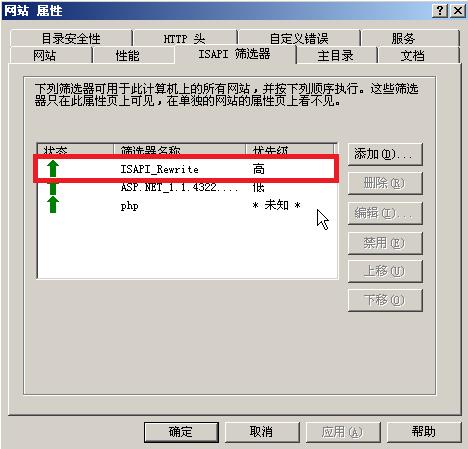 网站 属性
目录安全性 HTTP 头 自定义错误 服务
网站 性能 ISAPI 筛选器 主目录 文档
下列筛选器可用于此计算机上的所有网站，并按下列顺序执行。这些筛选
器只在此属性页上可见，在单独的网站的属性页上看不见。
状态 筛选器名称 优先级
ISAPI_Rewrite 高
ASP.NET_1.1.4322.... 低
php * 未知 *
添加(D)...
删除(R)
编辑(I)...
禁用(E)
上移(U)
下移(O)
确定 取消 应用(A) 帮助